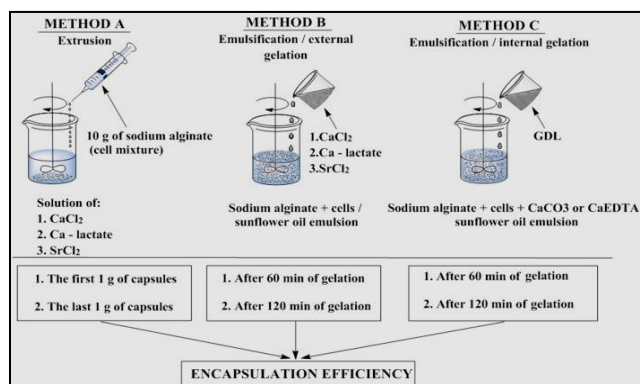 METHOD A
Extrusion
10 g of sodium alginate
(cell mixture)
Solution of:
1. CaCl2
2. Ca - lactate
3. SrCl2
METHOD B
Emulsification / external
gelation
1.CaCl2
2.Ca - lactate
3.SrCl2
Sodium alginate + cells /
sunflower oil emulsion
METHOD C
Emulsification / internal gelation
GDL
Sodium alginate + cells + CaCO3 or CaEDTA
sunflower oil emulsion
1. The first 1 g of capsules
2. The last 1 g of capsules
1. After 60 min of gelation
2. After 120 min of gelation
1. After 60 min of gelation
2. After 120 min of gelation
ENCAPSULATION EFFICIENCY